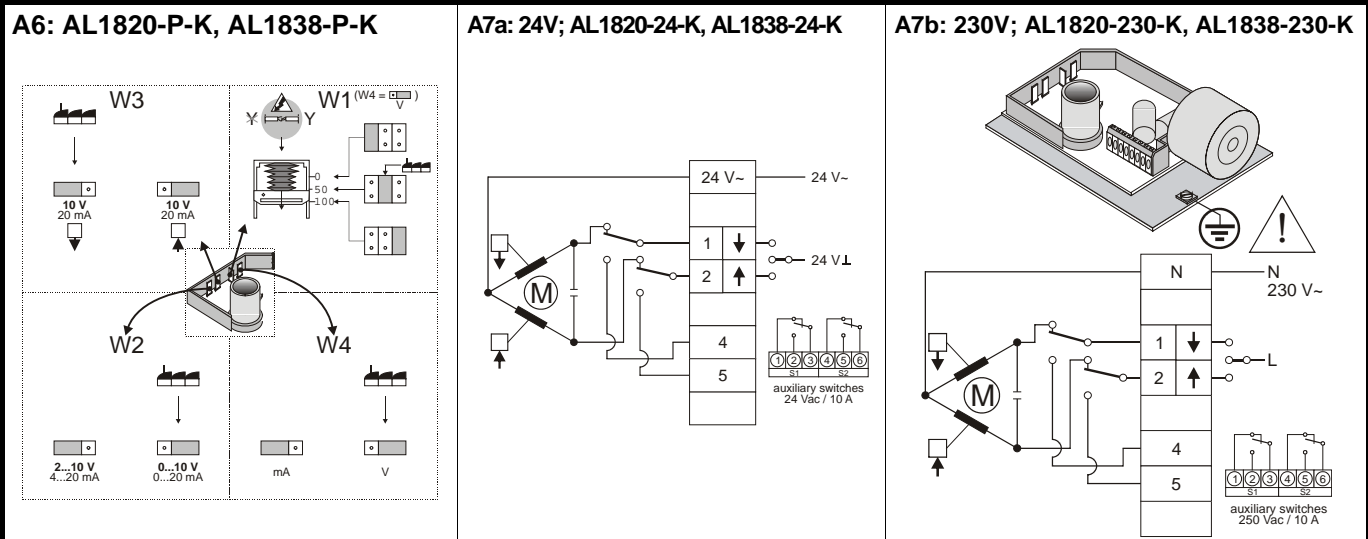 A6: AL1820-P-K, AL1838-P-K
W3
10 V
20 mA
10 V
20 mA
W1 (W4 = V)
Y Y
0
50
100
W2
2...10 V
4...20 mA
0...10 V
0...20 mA
W4
mA
V
A7a: 24V; AL1820-24-K, AL1838-24-K
24 V~
24 V~
1
2
24 V⊥
M
4
5
1 2 3 4 5 6
S1 S2
auxiliary switches
24 Vac / 10 A
A7b: 230V; AL1820-230-K, AL1838-230-K
!
N
N
230 V~
1
2
L
M
4
5
1 2 3 4 5 6
S1 S2
auxiliary switches
250 Vac / 10 A